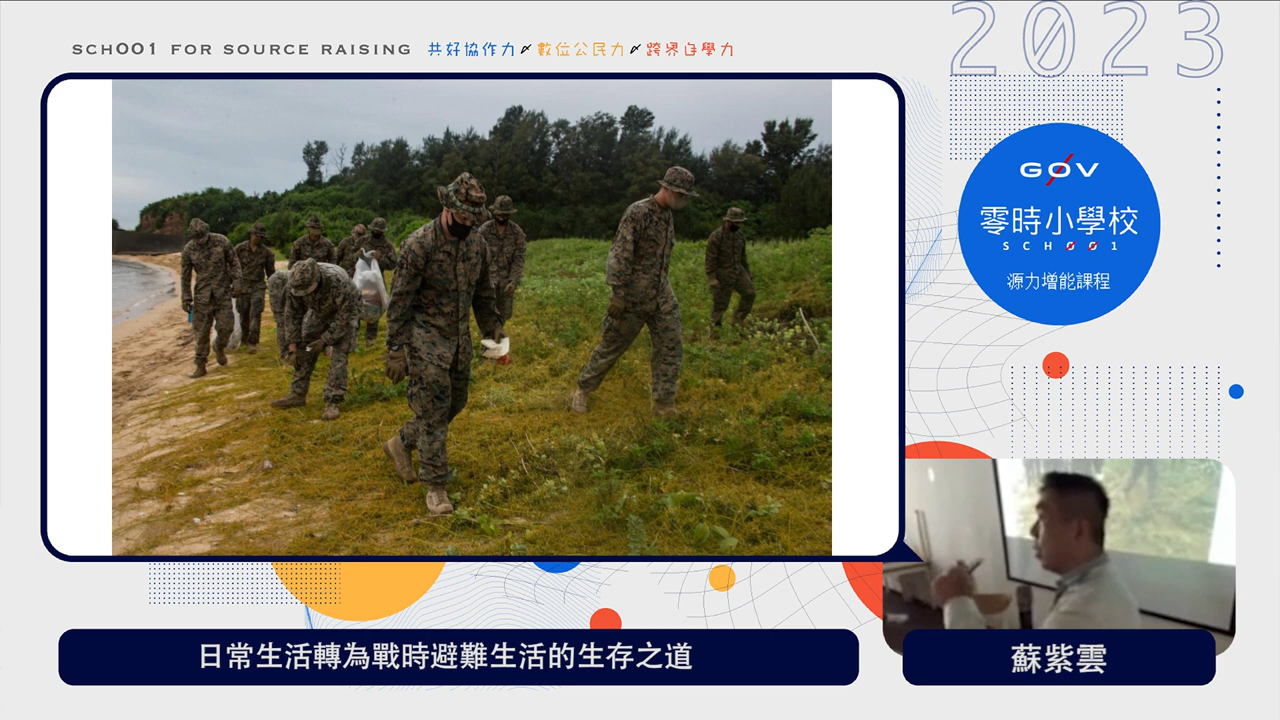 SCHOO1 FOR SOURCE RAISING 共好協作力 數位公民力 跨界自學力
2023
GOV
零時小學校
SCHOO1
源力增能課程
日常生活轉為戰時避難生活的生存之道
蘇紫雲